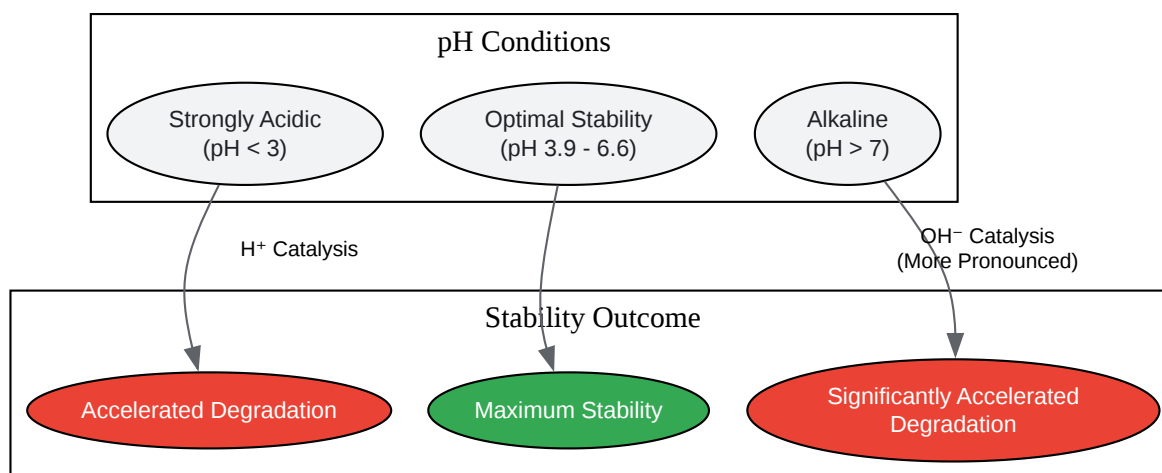 pH Conditions
Strongly Acidic
(pH < 3)
Optimal Stability
(pH 3.9 - 6.6)
Alkaline
(pH > 7)
H⁺ Catalysis
OH⁻ Catalysis
(More Pronounced)
Stability Outcome
Accelerated Degradation
Maximum Stability
Significantly Accelerated
Degradation